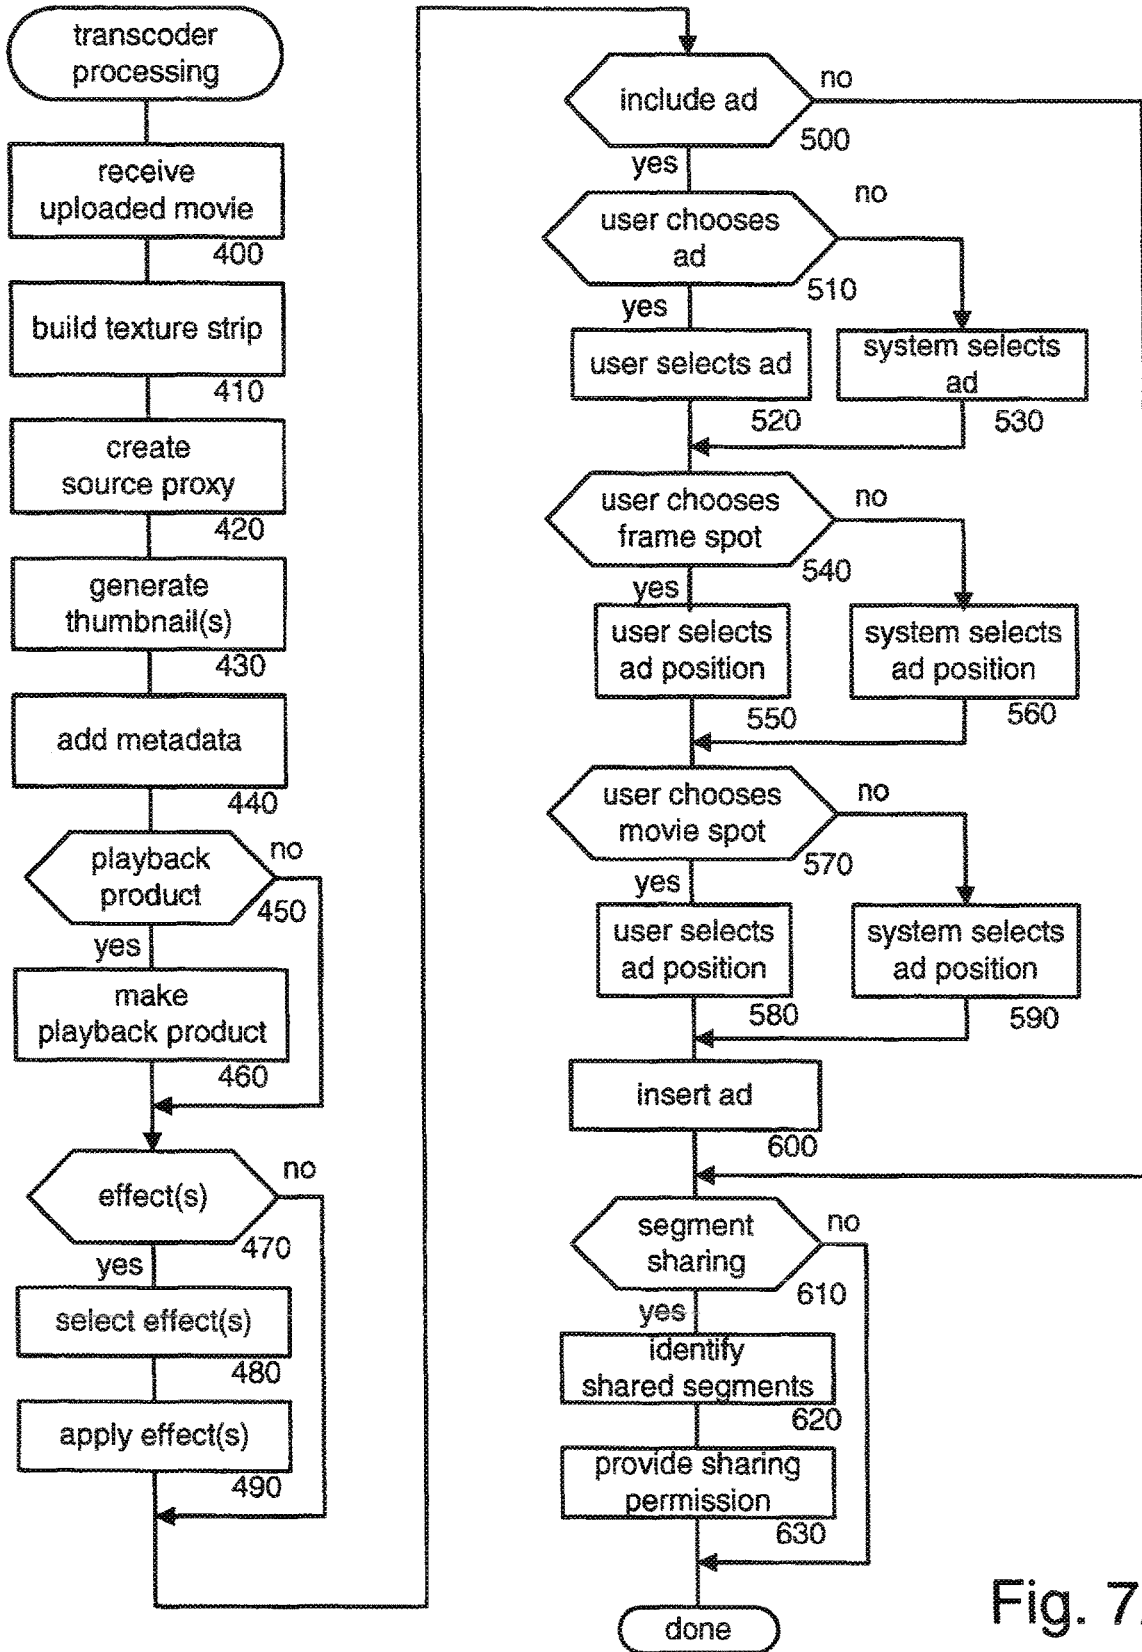 transcoder
processing
receive
uploaded movie
400
build texture strip
410
create
source proxy
420
generate
thumbnail(s)
430
add metadata
440
playback
product
no
450
yes
make
playback product
460
effect(s)
no
470
yes
select effect(s)
480
apply effect(s)
490
include ad
no
500
yes
user chooses
ad
no
510
yes
user selects ad
520
system selects
ad
530
user chooses
frame spot
no
540
yes
user selects
ad position
550
system selects
ad position
560
user chooses
movie spot
no
570
yes
user selects
ad position
580
system selects
ad position
590
insert ad
600
segment
sharing
no
610
yes
identify
shared segments
620
provide sharing
permission
630
done
Fig. 7